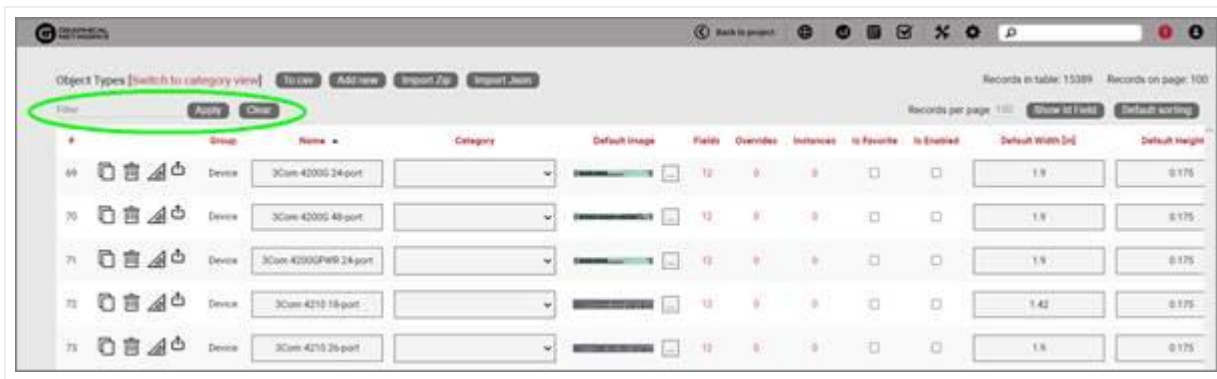 GRAPHICAL NETWORKS
Back to project
Object Types [Switch to category view] To csv Add new Import Zip Import Json Records in table: 15389 Records on page: 100
Filter Apply Clear Records per page 100 Show Id Field Default sorting
# Group Name Category Default Image Fields Overrides Instances Is Favorite Is Enabled Default Width [in] Default Height
69 Device 3Com 4200G 24-port ... 12 0 0 1.9 0.175
70 Device 3Com 4200G 48-port ... 12 0 0 1.9 0.175
71 Device 3Com 4200GPWR 24-port ... 12 0 0 1.9 0.175
72 Device 3Com 4210 18-port ... 12 0 0 1.42 0.175
73 Device 3Com 4210 26-port ... 12 0 0 1.9 0.175